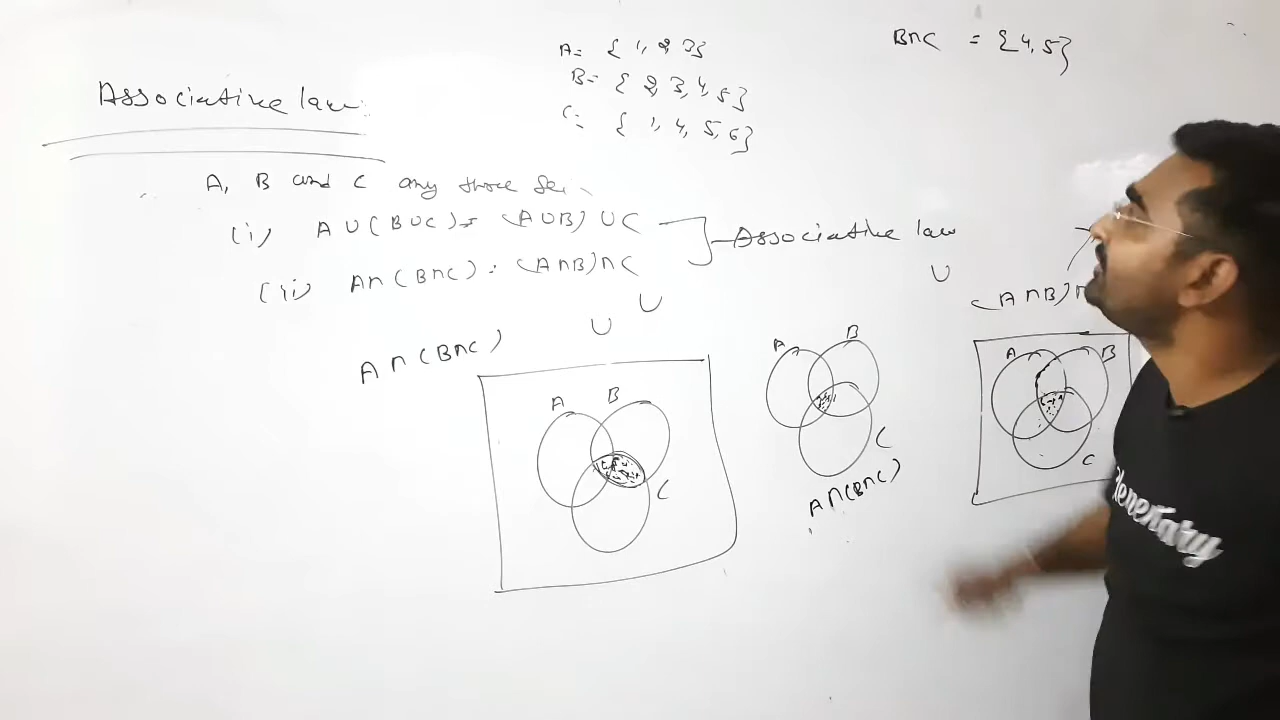 Associative law
A = { 1, 2, 3}
B = { 2, 3, 4, 5}
C = { 1, 4, 5, 6}
B∩C = {4, 5}
A, B and C any three
(i) A ∪ (B ∪ C) = (A ∪ B) ∪ C
(ii) A ∩ (B ∩ C) = (A ∩ B) ∩ C
Associative law
A ∩ (B ∩ C)
∪
∪
A B
C
A B
C
A ∩ (B ∩ C)
∪
(A ∩ B) ∩
A B
C